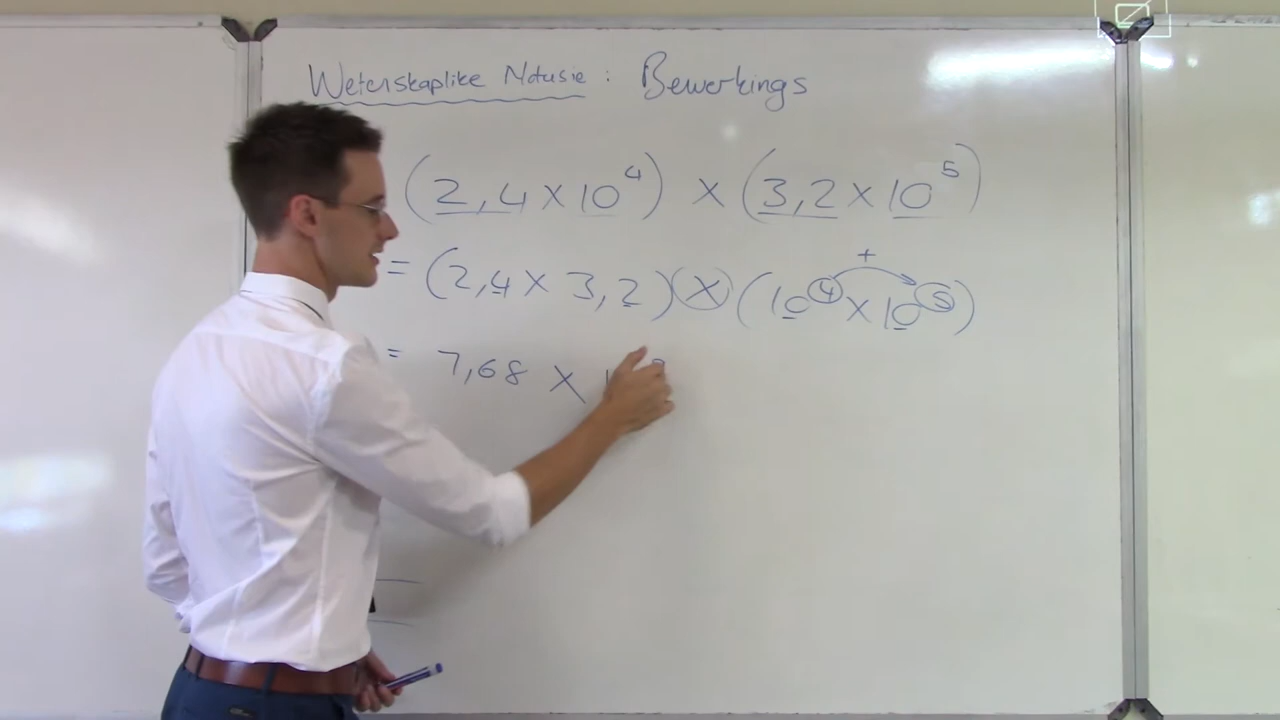 Wetenskaplike Notasie : Bewerkings
(2,4 × 10⁴) × (3,2 × 10⁵)
+
= (2,4 × 3,2) × (10⁴ × 10⁵)
= 7,68 ×